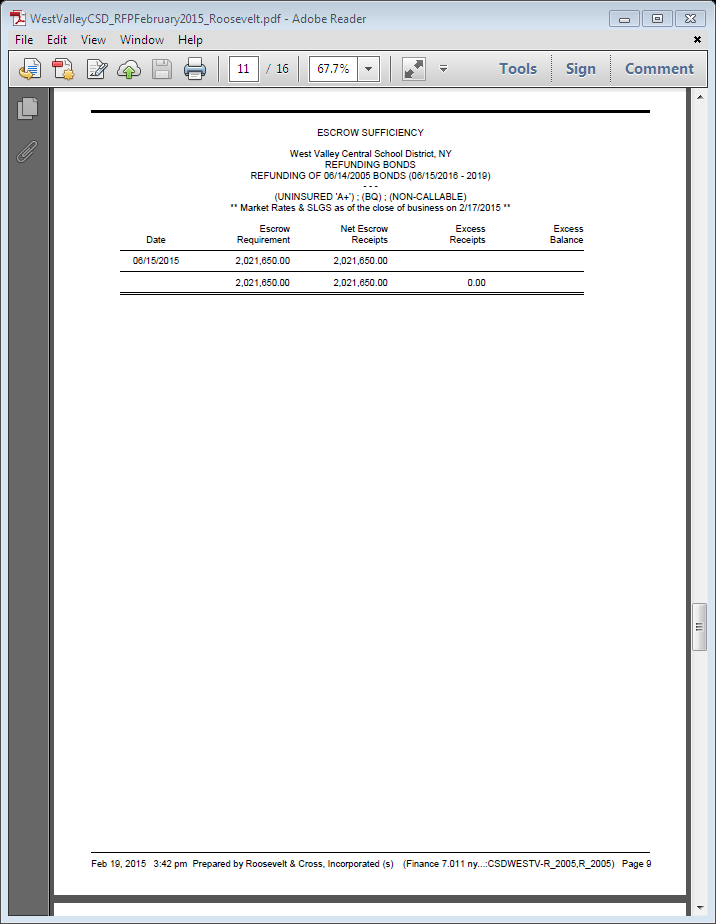 WestValleyCSD_RFPFebruary2015_Roosevelt.pdf - Adobe Reader
File Edit View Window Help
11 / 16 67.7% Tools Sign Comment
ESCROW SUFFICIENCY
West Valley Central School District, NY
REFUNDING BONDS
REFUNDING OF 06/14/2005 BONDS (06/15/2016 - 2019)
- - -
(UNINSURED 'A+') ; (BQ) ; (NON-CALLABLE)
** Market Rates & SLGS as of the close of business on 2/17/2015 **
Escrow Net Escrow Excess Excess
Date Requirement Receipts Receipts Balance
06/15/2015 2,021,650.00 2,021,650.00
2,021,650.00 2,021,650.00 0.00
Feb 19, 2015 3:42 pm Prepared by Roosevelt & Cross, Incorporated (s) (Finance 7.011 ny...:CSDWESTV-R_2005,R_2005) Page 9